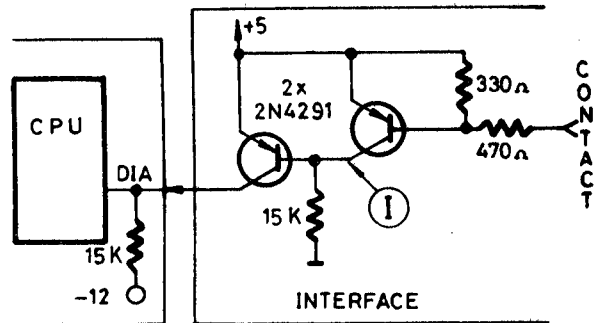 +5
2x
2N4291
330Ω
470Ω
CONTACT
CPU
DIA
15K
I
15K
-12
INTERFACE